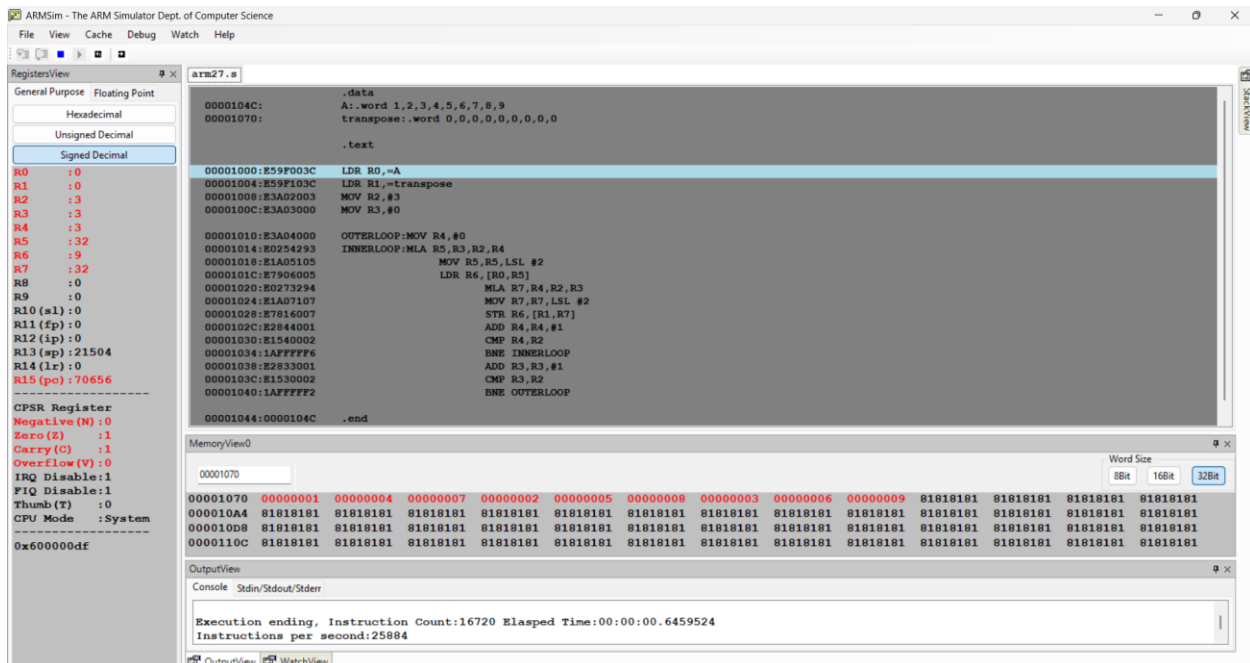 ARMSim - The ARM Simulator Dept. of Computer Science
File View Cache Debug Watch Help
RegistersView
General Purpose Floating Point
Hexadecimal
Unsigned Decimal
Signed Decimal
R0 :0
R1 :0
R2 :3
R3 :3
R4 :3
R5 :32
R6 :9
R7 :32
R8 :0
R9 :0
R10(sl):0
R11(fp):0
R12(ip):0
R13(sp):21504
R14(lr):0
R15(pc):70656
CPSR Register
Negative(N):0
Zero(Z) :1
Carry(C) :1
Overflow(V):0
IRQ Disable:1
FIQ Disable:1
Thumb(T) :0
CPU Mode :System
0x600000df
arm27.s
.data
0000104C: A:.word 1,2,3,4,5,6,7,8,9
00001070: transpose:.word 0,0,0,0,0,0,0,0,0
.text
00001000:E59F003C LDR R0,=A
00001004:E59F103C LDR R1,=transpose
00001008:E3A02003 MOV R2,#3
0000100C:E3A03000 MOV R3,#0
00001010:E3A04000 OUTERLOOP:MOV R4,#0
00001014:E0254293 INNERLOOP:MLA R5,R3,R2,R4
00001018:E1A05105 MOV R5,R5,LSL #2
0000101C:E7906005 LDR R6,[R0,R5]
00001020:E0273294 MLA R7,R4,R2,R3
00001024:E1A07107 MOV R7,R7,LSL #2
00001028:E7816007 STR R6,[R1,R7]
0000102C:E2844001 ADD R4,R4,#1
00001030:E1540002 CMP R4,R2
00001034:1AFFFFF6 BNE INNERLOOP
00001038:E2833001 ADD R3,R3,#1
0000103C:E1530002 CMP R3,R2
00001040:1AFFFFF2 BNE OUTERLOOP
00001044:0000104C .end
StackView
MemoryView0
00001070
Word Size
8Bit 16Bit 32Bit
00001070 00000001 00000004 00000007 00000002 00000005 00000008 00000003 00000006 00000009 81818181 81818181 81818181 81818181
000010A4 81818181 81818181 81818181 81818181 81818181 81818181 81818181 81818181 81818181 81818181 81818181 81818181 81818181
000010D8 81818181 81818181 81818181 81818181 81818181 81818181 81818181 81818181 81818181 81818181 81818181 81818181 81818181
0000110C 81818181 81818181 81818181 81818181 81818181 81818181 81818181 81818181 81818181 81818181 81818181 81818181 81818181
OutputView
Console Stdin/Stdout/Stderr
Execution ending, Instruction Count:16720 Elasped Time:00:00:00.6459524
Instructions per second:25884
OutputView WatchView